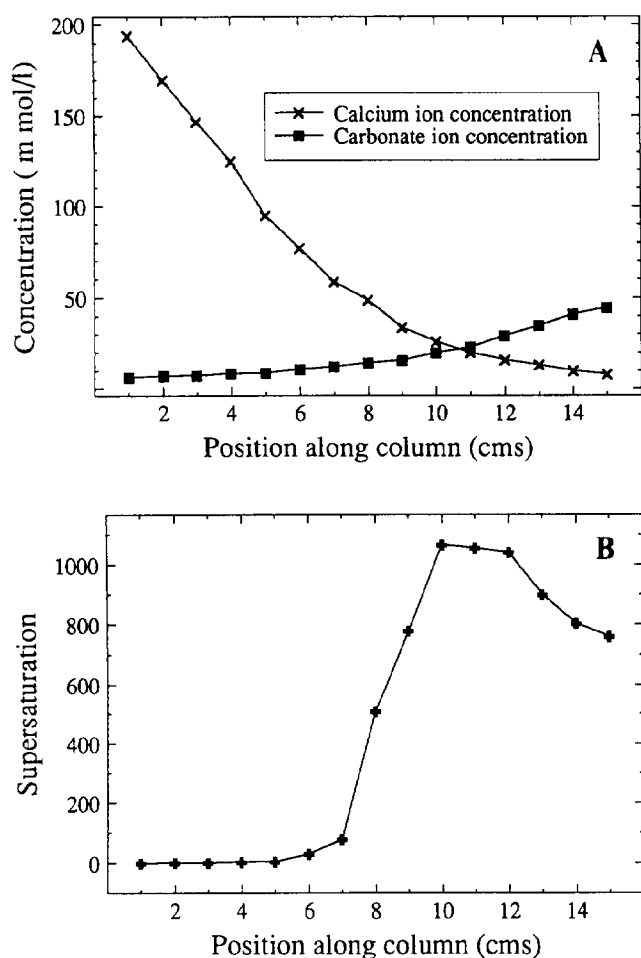 A
200
150
100
50
Concentration ( m mol/l)
Calcium ion concentration
Carbonate ion concentration
2 4 6 8 10 12 14
Position along column (cms)
B
1000
800
600
400
200
0
Supersaturation
2 4 6 8 10 12 14
Position along column (cms)